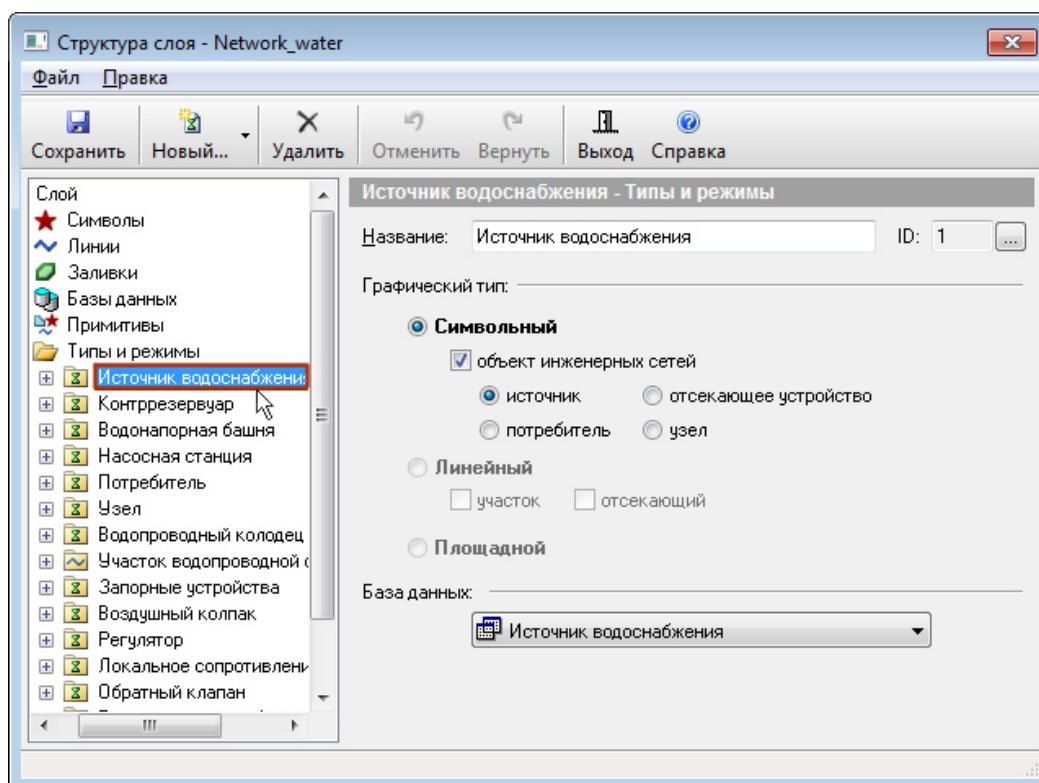 Структура слоя - Network_water
Файл Правка
Сохранить Новый... Удалить Отменить Вернуть Выход Справка
Слой
Символы
Линии
Заливки
Базы данных
Примитивы
Типы и режимы
Источник водоснабжения
Контррезервуар
Водонапорная башня
Насосная станция
Потребитель
Узел
Водопроводный колодец
Участок водопроводной с
Запорные устройства
Воздушный колпак
Регулятор
Локальное сопротивлени
Обратный клапан
Источник водоснабжения - Типы и режимы
Название: Источник водоснабжения ID: 1 ...
Графический тип:
Символьный
объект инженерных сетей
источник отсекающее устройство
потребитель узел
Линейный
участок отсекающий
Площадной
База данных:
Источник водоснабжения